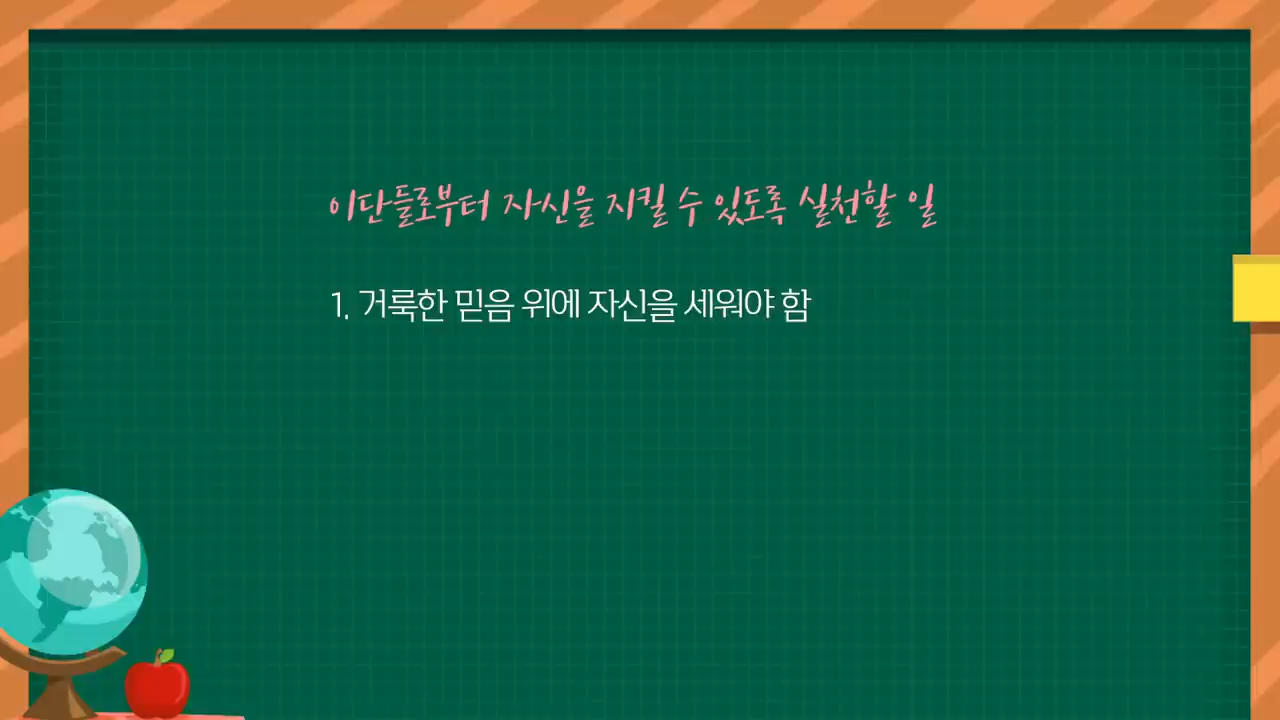 이단들로부터 자신을 지킬 수 있도록 실천할 일
1. 거룩한 믿음 위에 자신을 세워야 함